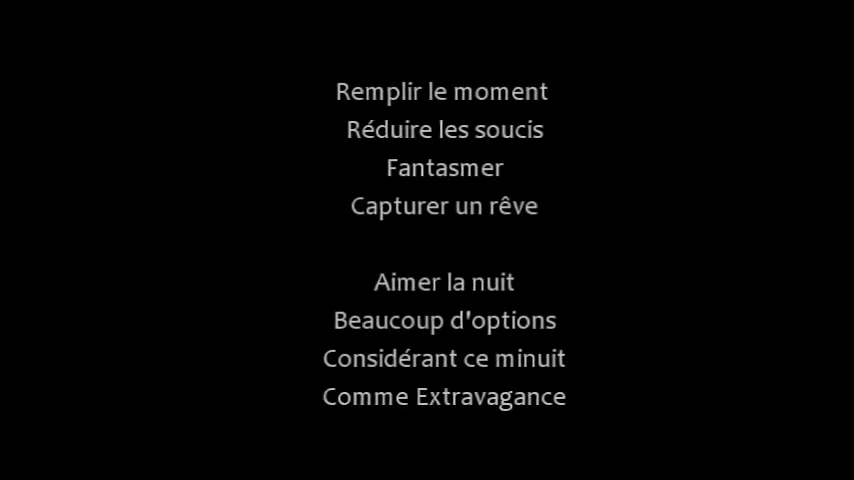 Remplir le moment
Réduire les soucis
Fantasmer
Capturer un rêve
Aimer la nuit
Beaucoup d'options
Considérant ce minuit
Comme Extravagance